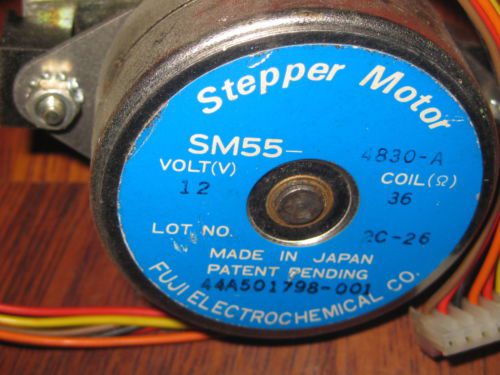 Stepper Motor
SM55- 4830-A
VOLT(V) COIL(Ω)
12 36
LOT NO. 2C-26
MADE IN JAPAN
PATENT PENDING
44A501798-001
FUJI ELECTROCHEMICAL CO.